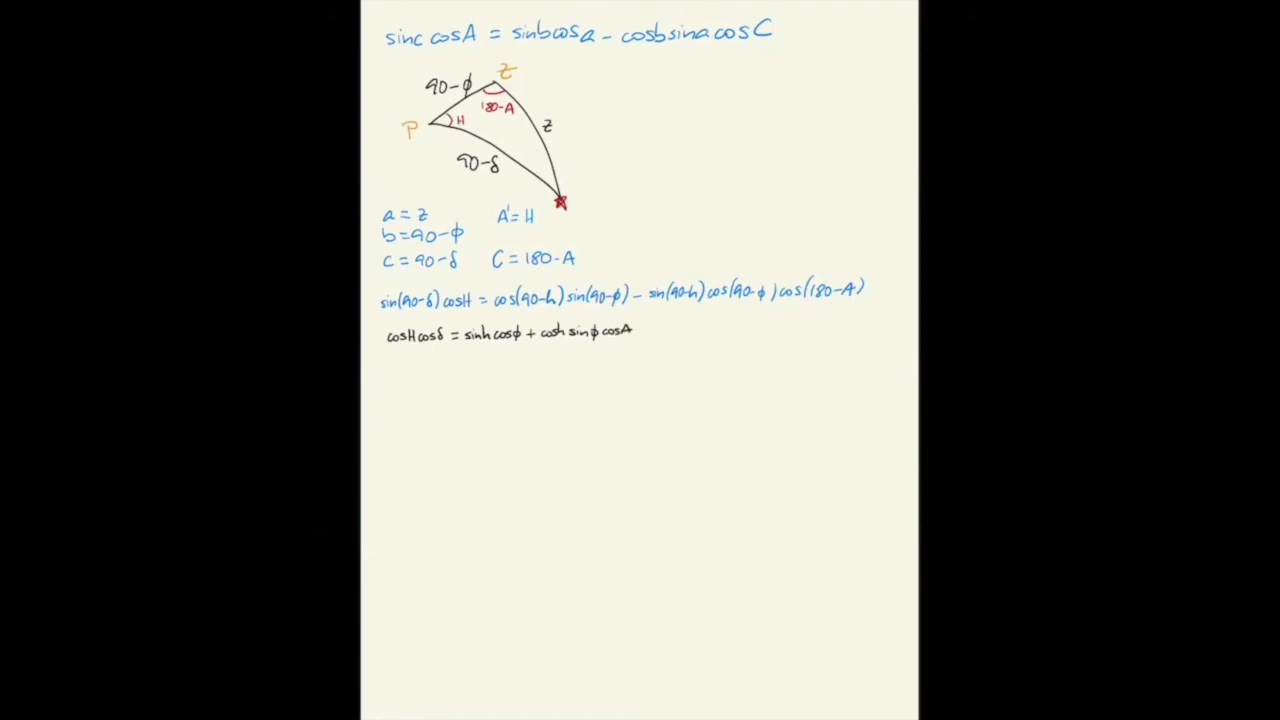 sinc cosA = sinb cosa - cosb sina cosC
Z
90-ϕ
180-A
P
H
z
90-δ
a = z A' = H
b = 90-ϕ
c = 90-δ C = 180-A
sin(90-δ) cosH = cos(90-h) sin(90-ϕ) - sin(90-h) cos(90-ϕ) cos(180-A)
cosH cosδ = sinh cosϕ + cosh sinϕ cosA